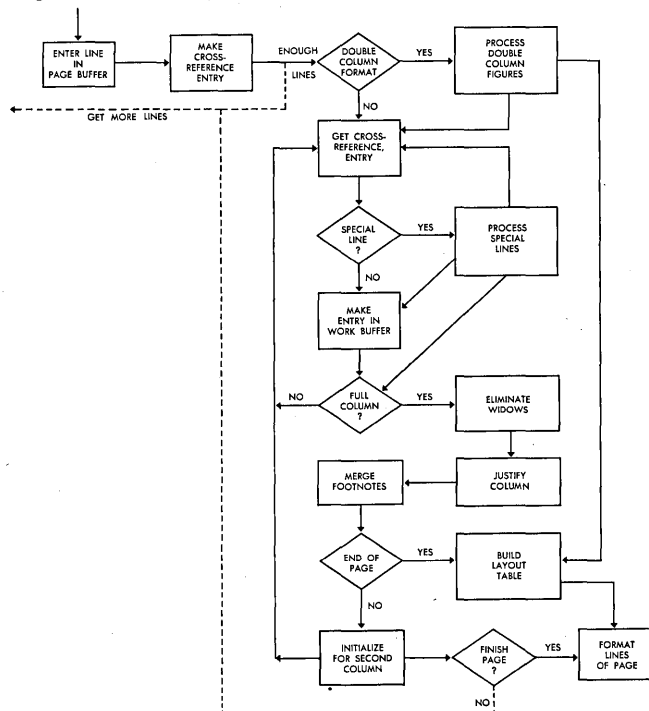 ENTER LINE
IN
PAGE BUFFER
MAKE
CROSS-
REFERENCE
ENTRY
ENOUGH
LINES
DOUBLE
COLUMN
FORMAT
YES
PROCESS
DOUBLE
COLUMN
FIGURES
GET MORE LINES
NO
GET CROSS-
REFERENCE,
ENTRY
SPECIAL
LINE
?
YES
PROCESS
SPECIAL
LINES
NO
MAKE
ENTRY IN
WORK BUFFER
NO
FULL
COLUMN
?
YES
ELIMINATE
WIDOWS
MERGE
FOOTNOTES
JUSTIFY
COLUMN
END OF
PAGE
YES
BUILD
LAYOUT
TABLE
NO
INITIALIZE
FOR SECOND
COLUMN
FINISH
PAGE
?
YES
FORMAT
LINES
OF PAGE
NO